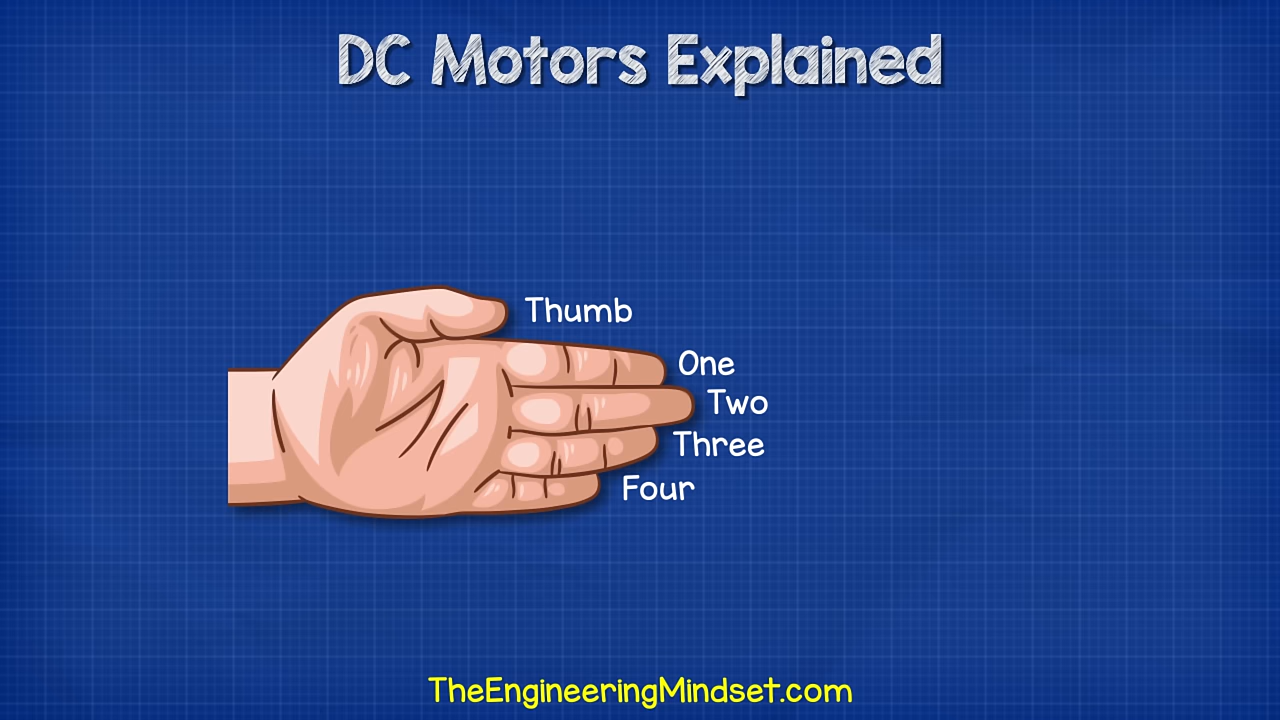 DC Motors Explained
Thumb
One
Two
Three
Four
TheEngineeringMindset.com